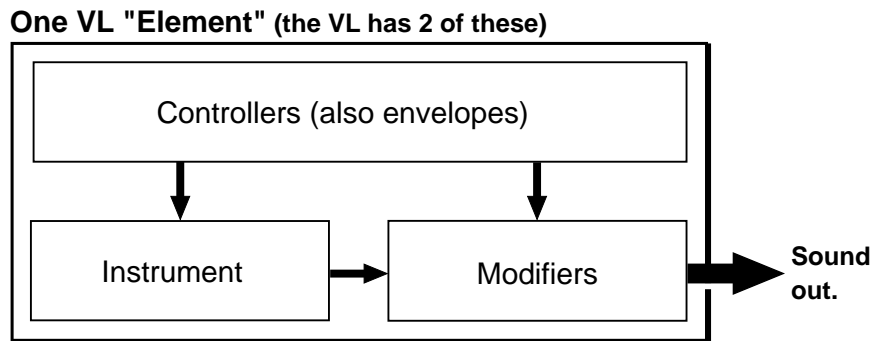 One VL "Element" (the VL has 2 of these)
Controllers (also envelopes)
Instrument
Modifiers
Sound
out.